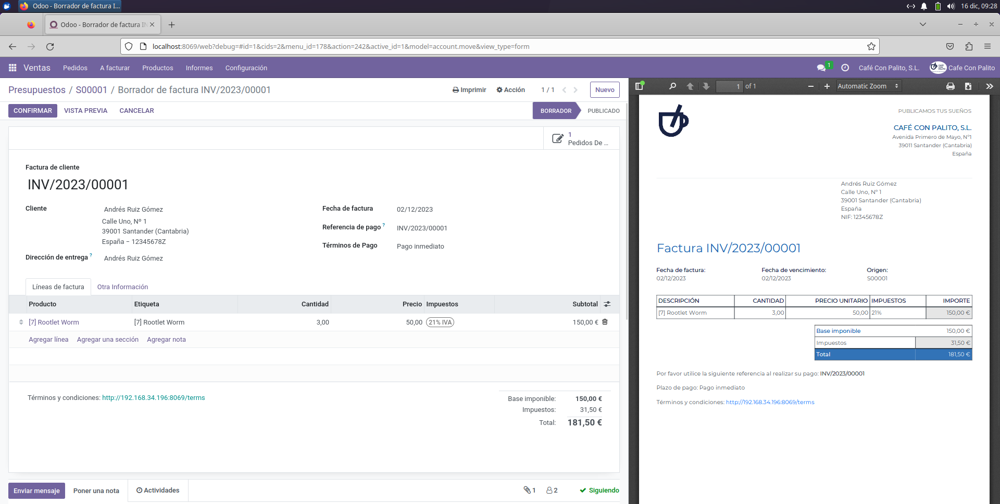 Odoo - Borrador de factura I...
16 dic, 09:28
Odoo - Borrador de factura IN
localhost:8069/web?debug=#id=1&cids=2&menu_id=178&action=242&active_id=1&model=account.move&view_type=form
Ventas Pedidos A facturar Productos Informes Configuración
1 Café Con Palito, S.L. CAFÉ CON PALITO Cafe Con Palito
Presupuestos / S00001 / Borrador de factura INV/2023/00001
Imprimir Acción 1 / 1 Nuevo
CONFIRMAR VISTA PREVIA CANCELAR
BORRADOR PUBLICADO
1
Pedidos De ...
Factura de cliente
INV/2023/00001
Cliente Andrés Ruiz Gómez
Calle Uno, Nº 1
39001 Santander (Cantabria)
España – 12345678Z
Dirección de entrega ? Andrés Ruiz Gómez
Fecha de factura 02/12/2023
Referencia de pago ? INV/2023/00001
Términos de Pago Pago inmediato
Líneas de factura Otra Información
Producto Etiqueta Cantidad Precio Impuestos Subtotal
[7] Rootlet Worm [7] Rootlet Worm 3,00 50,00 21% IVA 150,00 €
Agregar línea Agregar una sección Agregar nota
Términos y condiciones: http://192.168.34.196:8069/terms
Base imponible: 150,00 €
Impuestos: 31,50 €
Total: 181,50 €
Enviar mensaje Poner una nota Actividades 1 2 Siguiendo
1 of 1 Automatic Zoom
PUBLICAMOS TUS SUEÑOS
CAFÉ CON PALITO, S.L.
Avenida Primero de Mayo, Nº1
39011 Santander (Cantabria)
España
Andrés Ruiz Gómez
Calle Uno, Nº 1
39001 Santander (Cantabria)
España
NIF: 12345678Z
Factura INV/2023/00001
Fecha de factura: Fecha de vencimiento: Origen:
02/12/2023 02/12/2023 S00001
DESCRIPCIÓN CANTIDAD PRECIO UNITARIO IMPUESTOS IMPORTE
[7] Rootlet Worm 3,00 50,00 21% 150,00 €
Base imponible 150,00 €
Impuestos 31,50 €
Total 181,50 €
Por favor utilice la siguiente referencia al realizar su pago: INV/2023/00001
Plazo de pago: Pago inmediato
Términos y condiciones: http://192.168.34.196:8069/terms